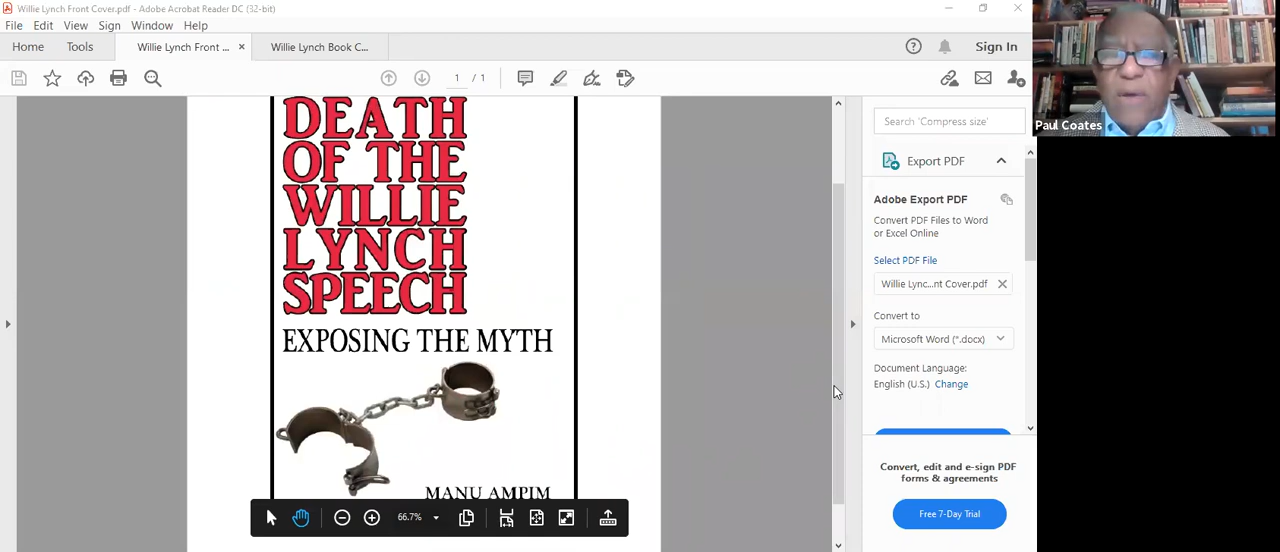 Willie Lynch Front Cover.pdf - Adobe Acrobat Reader DC (32-bit)
File Edit View Sign Window Help
Home Tools Willie Lynch Front ... × Willie Lynch Book C... Sign In
1 / 1
DEATH
OF THE
WILLIE
LYNCH
SPEECH
EXPOSING THE MYTH
MANU AMPIM
66.7%
Paul Coates
Search 'Compress size'
Export PDF
Adobe Export PDF
Convert PDF Files to Word
or Excel Online
Select PDF File
Willie Lync...nt Cover.pdf
Convert to
Microsoft Word (*.docx)
Document Language:
English (U.S.) Change
Convert, edit and e-sign PDF
forms & agreements
Free 7-Day Trial